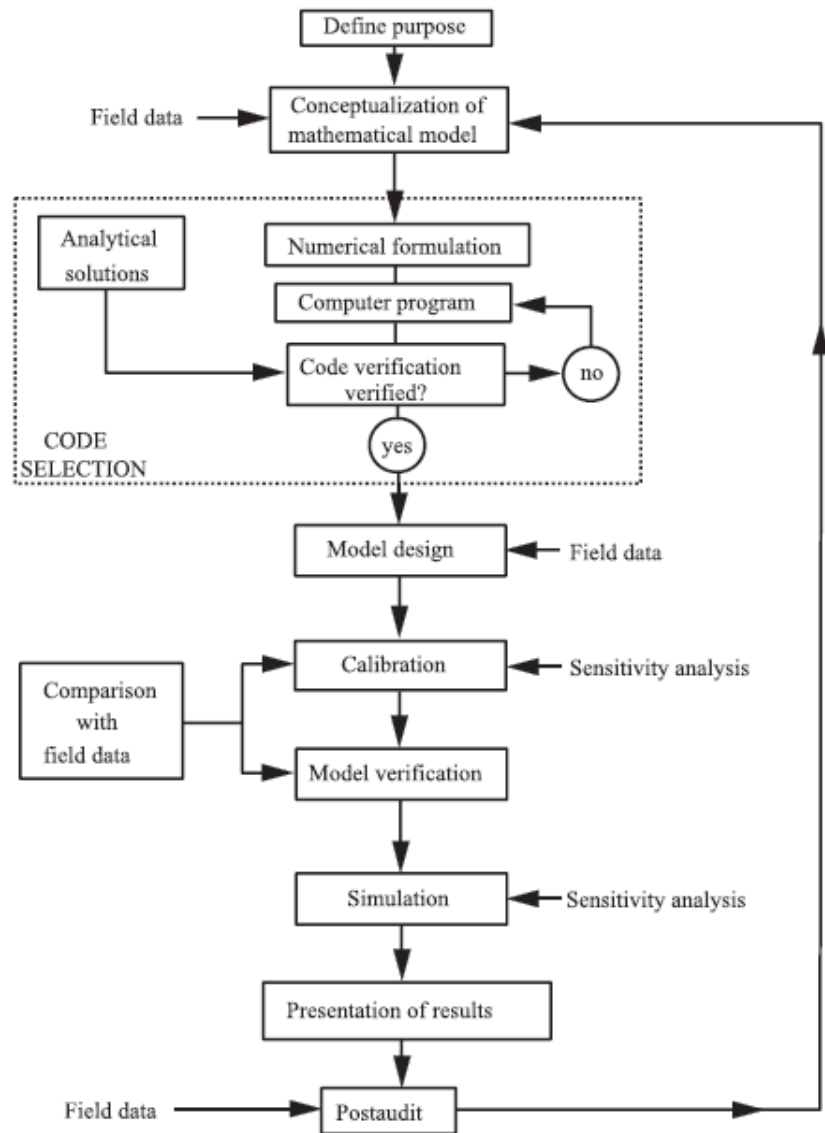 Define purpose
Field data
Conceptualization of
mathematical model
Analytical
solutions
Numerical formulation
Computer program
Code verification
verified?
no
yes
CODE
SELECTION
Model design
Field data
Calibration
Sensitivity analysis
Comparison
with
field data
Model verification
Simulation
Sensitivity analysis
Presentation of results
Field data
Postaudit